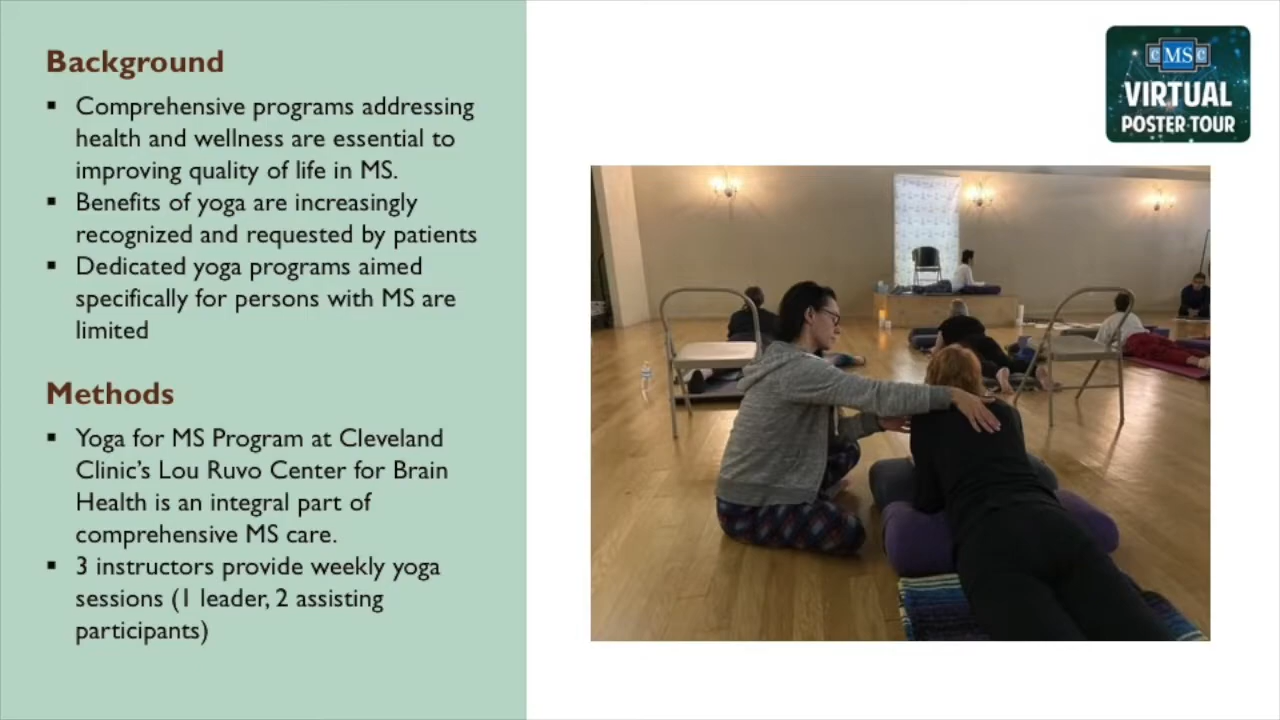 Background
▪ Comprehensive programs addressing
health and wellness are essential to
improving quality of life in MS.
▪ Benefits of yoga are increasingly
recognized and requested by patients
▪ Dedicated yoga programs aimed
specifically for persons with MS are
limited
Methods
▪ Yoga for MS Program at Cleveland
Clinic's Lou Ruvo Center for Brain
Health is an integral part of
comprehensive MS care.
▪ 3 instructors provide weekly yoga
sessions (1 leader, 2 assisting
participants)
cMSc
VIRTUAL
POSTER TOUR